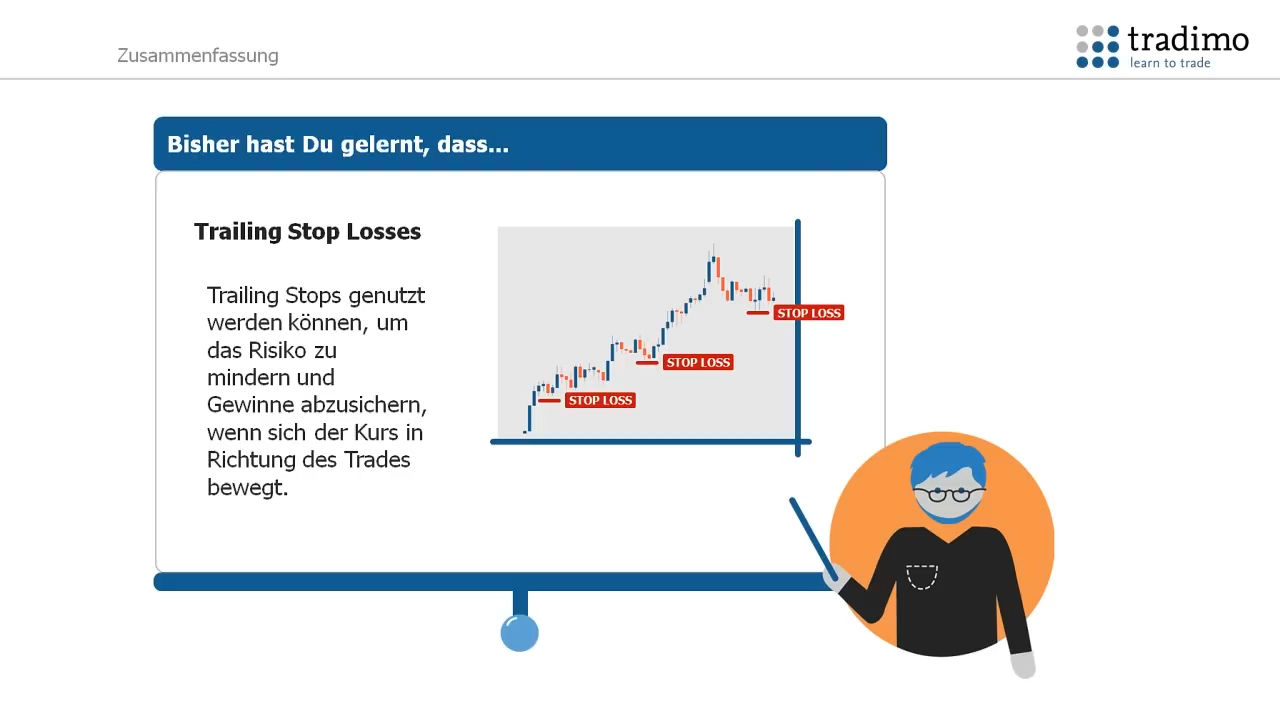 Zusammenfassung
tradimo
learn to trade
Bisher hast Du gelernt, dass...
Trailing Stop Losses
Trailing Stops genutzt
werden können, um
das Risiko zu
mindern und
Gewinne abzusichern,
wenn sich der Kurs in
Richtung des Trades
bewegt.
STOP LOSS
STOP LOSS
STOP LOSS